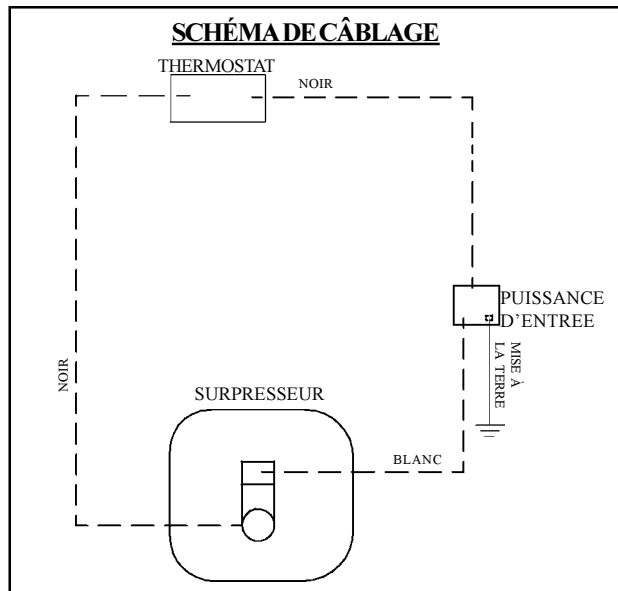 SCHÉMA DE CÂBLAGE
THERMOSTAT
NOIR
PUISSANCE
D'ENTREE
MISE À
LA TERRE
NOIR
SURPRESSEUR
BLANC